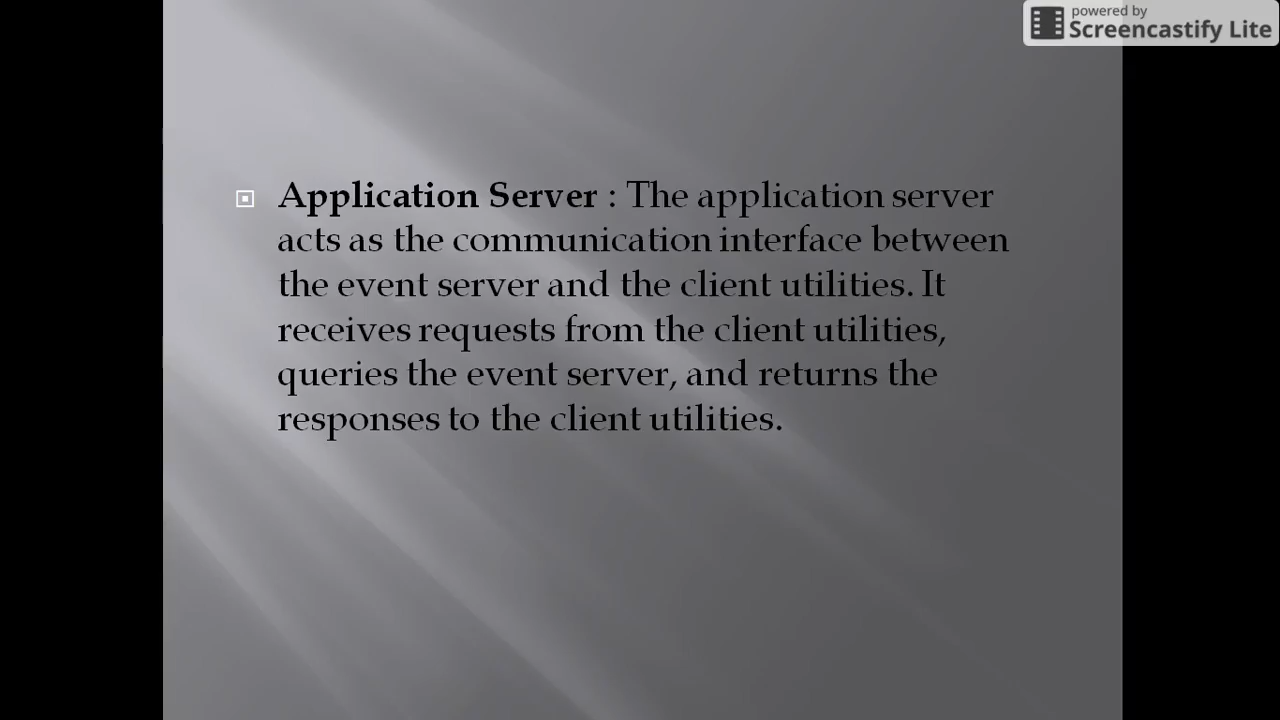 powered by
Screencastify Lite
Application Server : The application server
acts as the communication interface between
the event server and the client utilities. It
receives requests from the client utilities,
queries the event server, and returns the
responses to the client utilities.